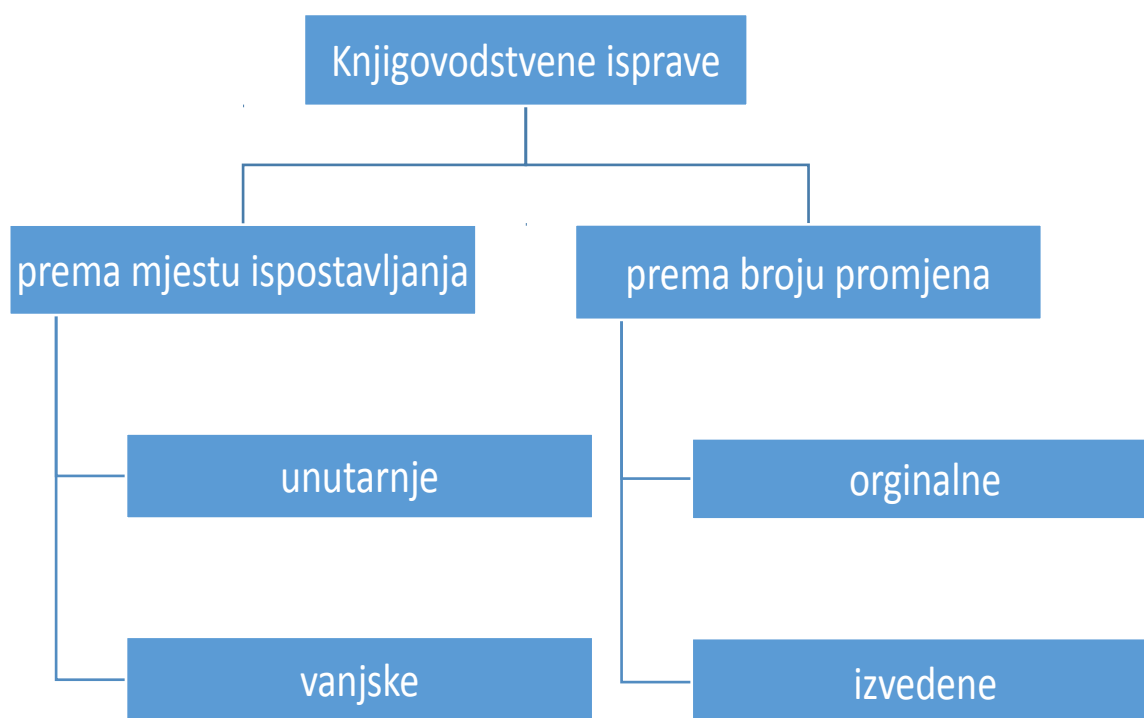 Knjigovodstvene isprave
prema mjestu ispostavljanja
prema broju promjena
unutarnje
orginalne
vanjske
izvedene